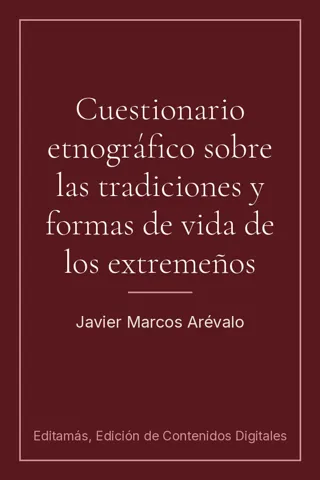 Cuestionario
etnográfico sobre
las tradiciones y
formas de vida de
los extremeños
Javier Marcos Arévalo
Editamás, Edición de Contenidos Digitales